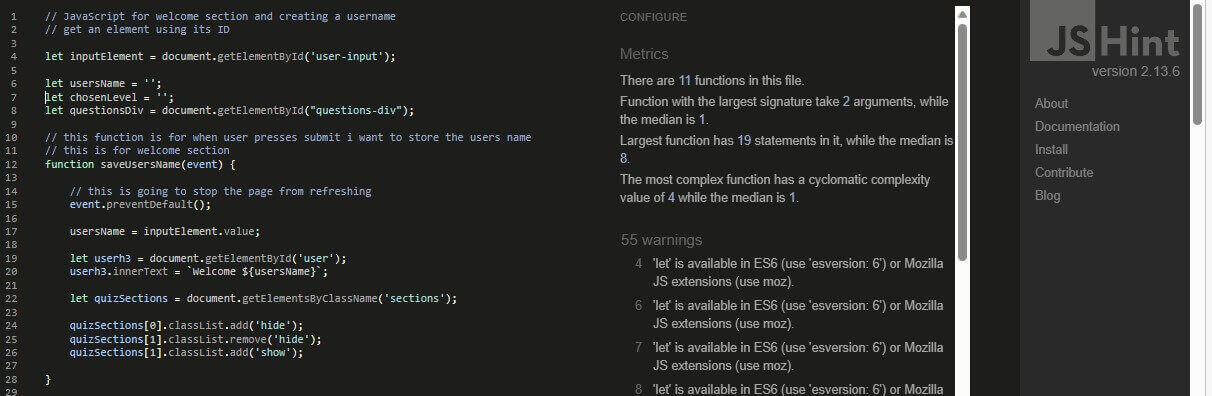 1 // JavaScript for welcome section and creating a username
2 // get an element using its ID
3
4 let inputElement = document.getElementById('user-input');
5
6 let usersName = '';
7 let chosenLevel = '';
8 let questionsDiv = document.getElementById("questions-div");
9
10 // this function is for when user presses submit i want to store the users name
11 // this is for welcome section
12 function saveUsersName(event) {
13
14 // this is going to stop the page from refreshing
15 event.preventDefault();
16
17 usersName = inputElement.value;
18
19 let userh3 = document.getElementById('user');
20 userh3.innerText = `Welcome ${usersName}`;
21
22 let quizSections = document.getElementsByClassName('sections');
23
24 quizSections[0].classList.add('hide');
25 quizSections[1].classList.remove('hide');
26 quizSections[1].classList.add('show');
27
28 }
29
CONFIGURE
Metrics
There are 11 functions in this file.
Function with the largest signature take 2 arguments, while
the median is 1.
Largest function has 19 statements in it, while the median is
8.
The most complex function has a cyclomatic complexity
value of 4 while the median is 1.
55 warnings
4 'let' is available in ES6 (use 'esversion: 6') or Mozilla
JS extensions (use moz).
6 'let' is available in ES6 (use 'esversion: 6') or Mozilla
JS extensions (use moz).
7 'let' is available in ES6 (use 'esversion: 6') or Mozilla
JS extensions (use moz).
8 'let' is available in ES6 (use 'esversion: 6') or Mozilla
JSHint
version 2.13.6
About
Documentation
Install
Contribute
Blog